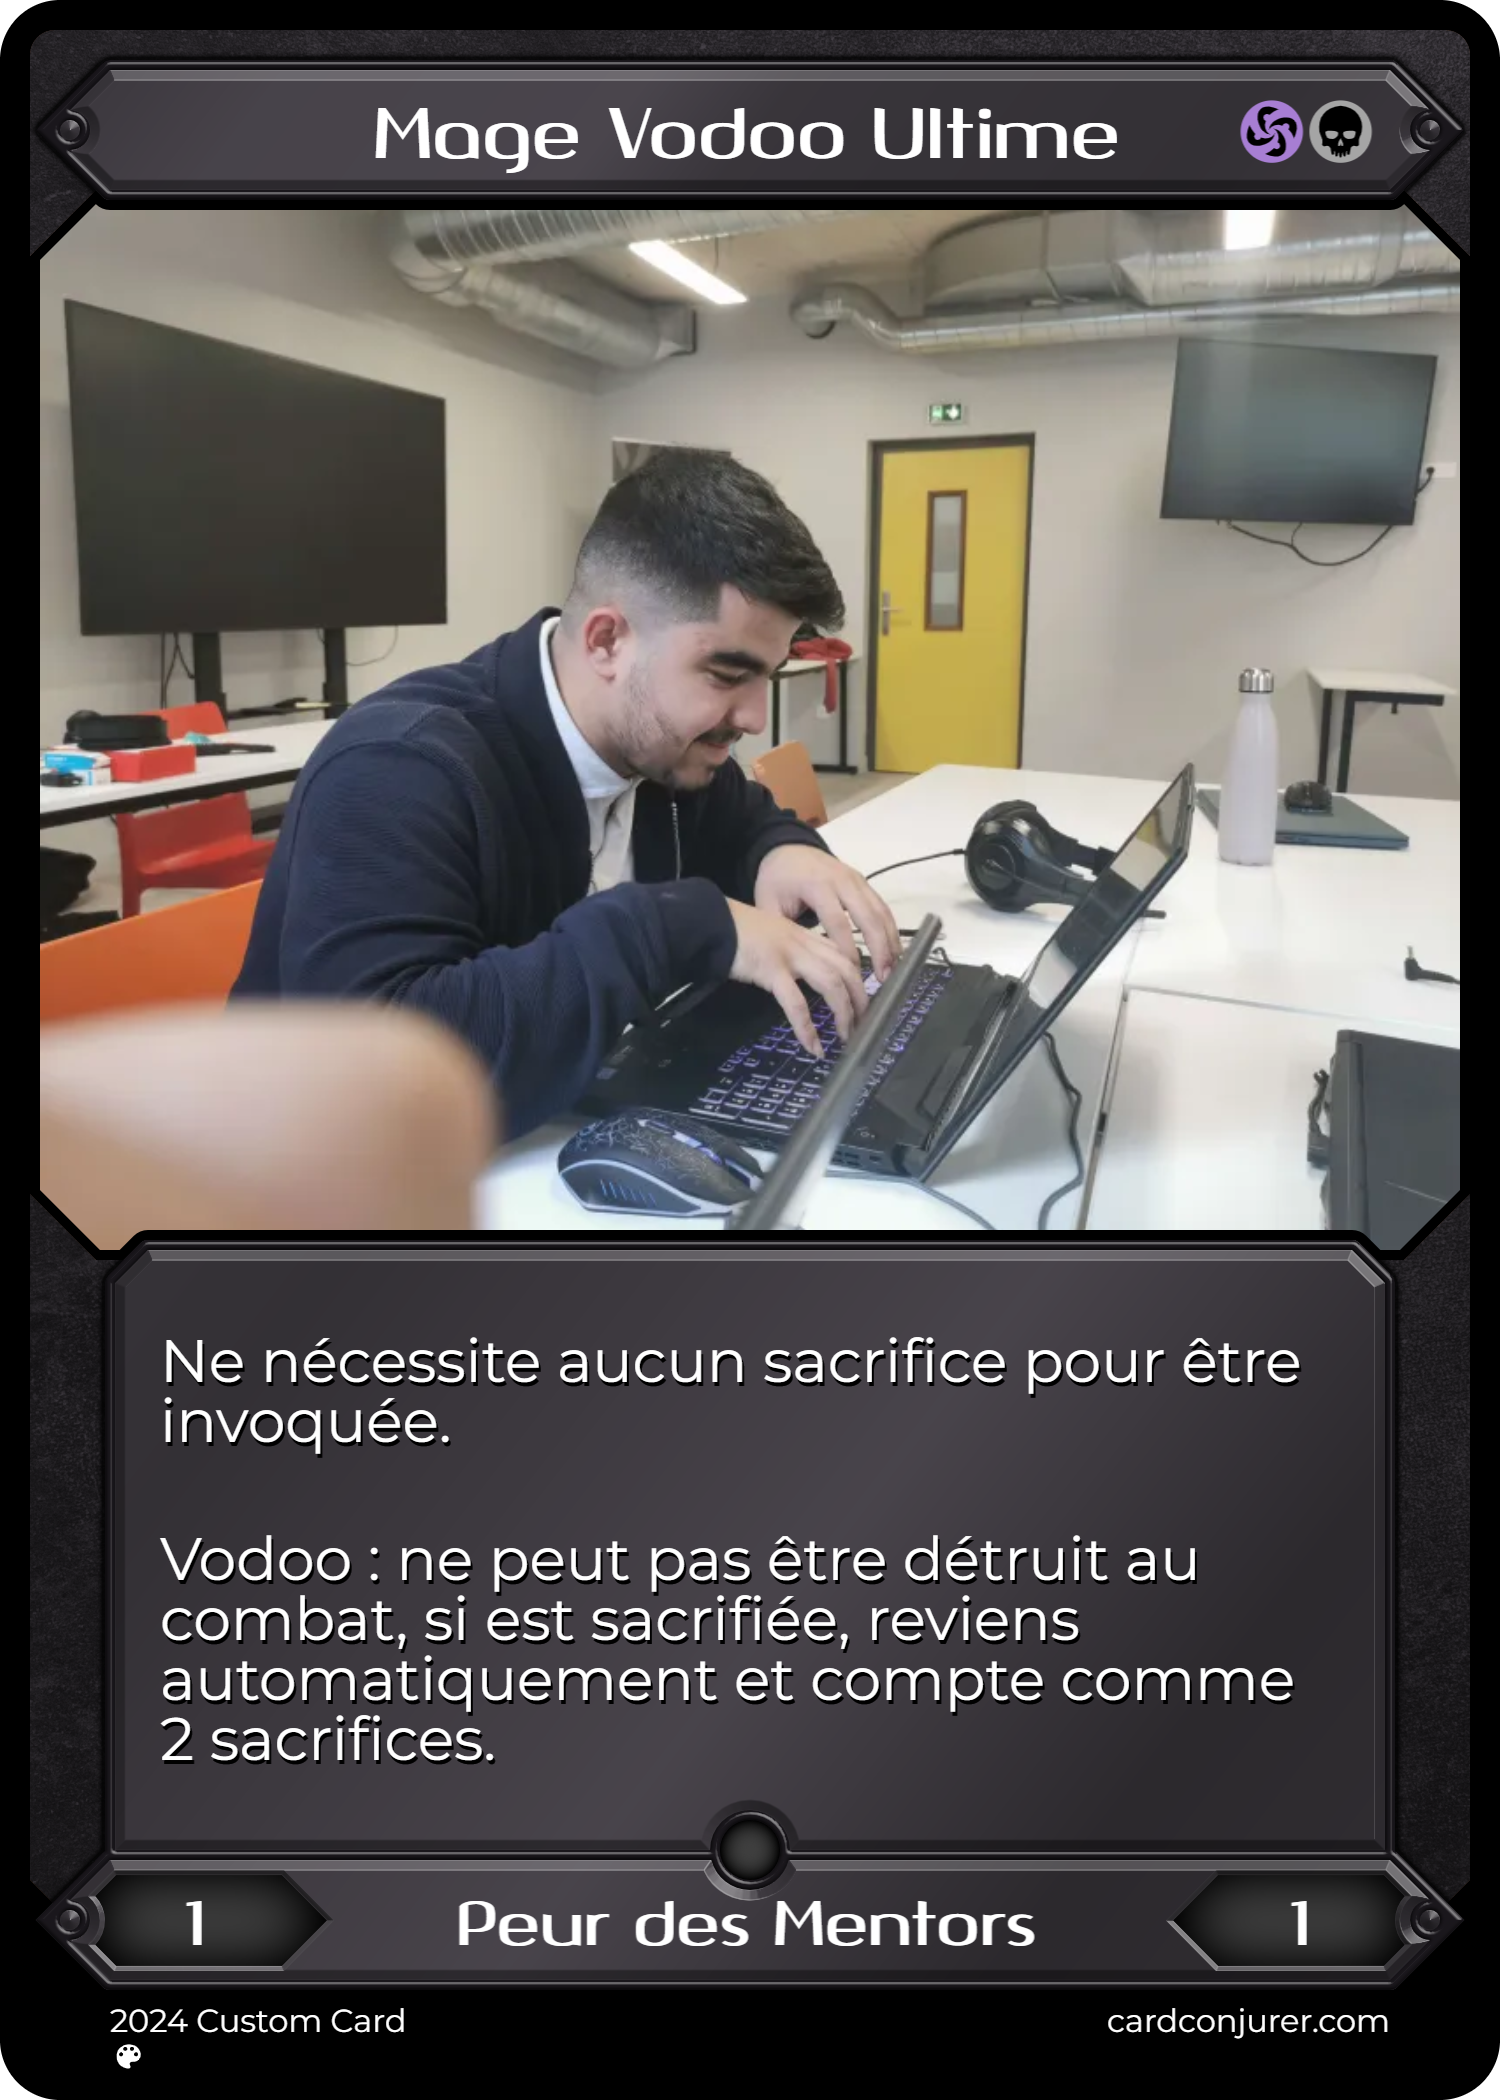 Mage Vodoo Ultime
Ne nécessite aucun sacrifice pour être
invoquée.
Vodoo : ne peut pas être détruit au
combat, si est sacrifiée, reviens
automatiquement et compte comme
2 sacrifices.
1 Peur des Mentors 1
2024 Custom Card cardconjurer.com